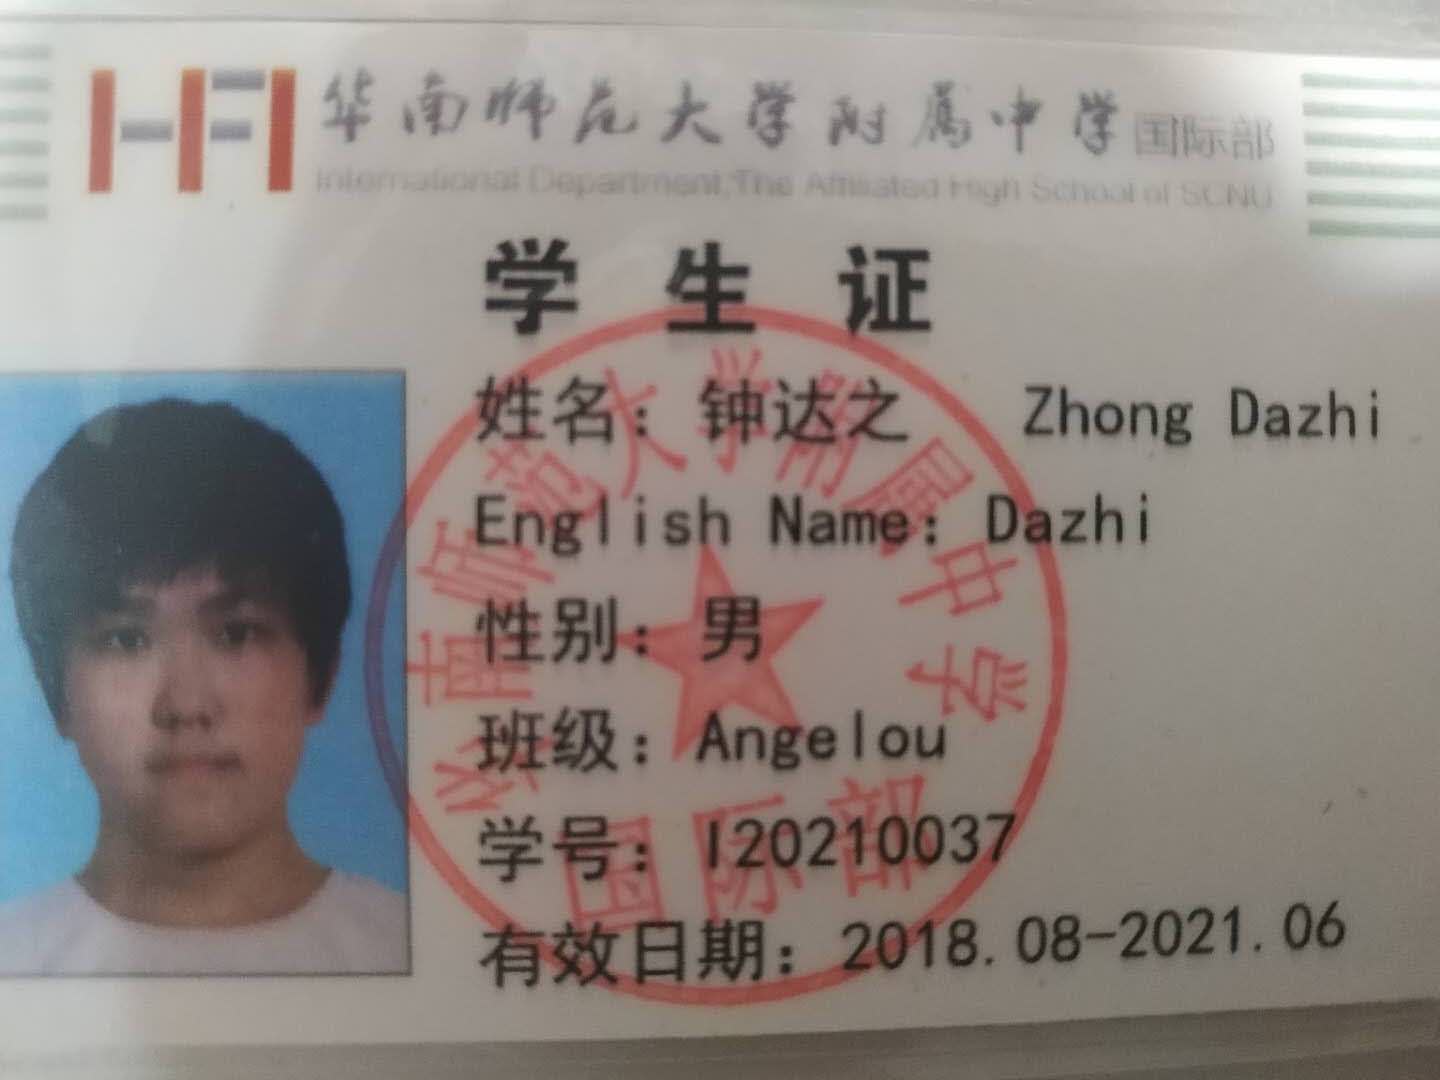 HFI 华南师范大学附属中学国际部
International Department,The Affiliated High School of SCNU
学生证
姓名：钟达之 Zhong Dazhi
English Name：Dazhi
性别：男
班级：Angelou
学号：I20210037
有效日期：2018.08-2021.06
华南师范大学附属中学
国际部